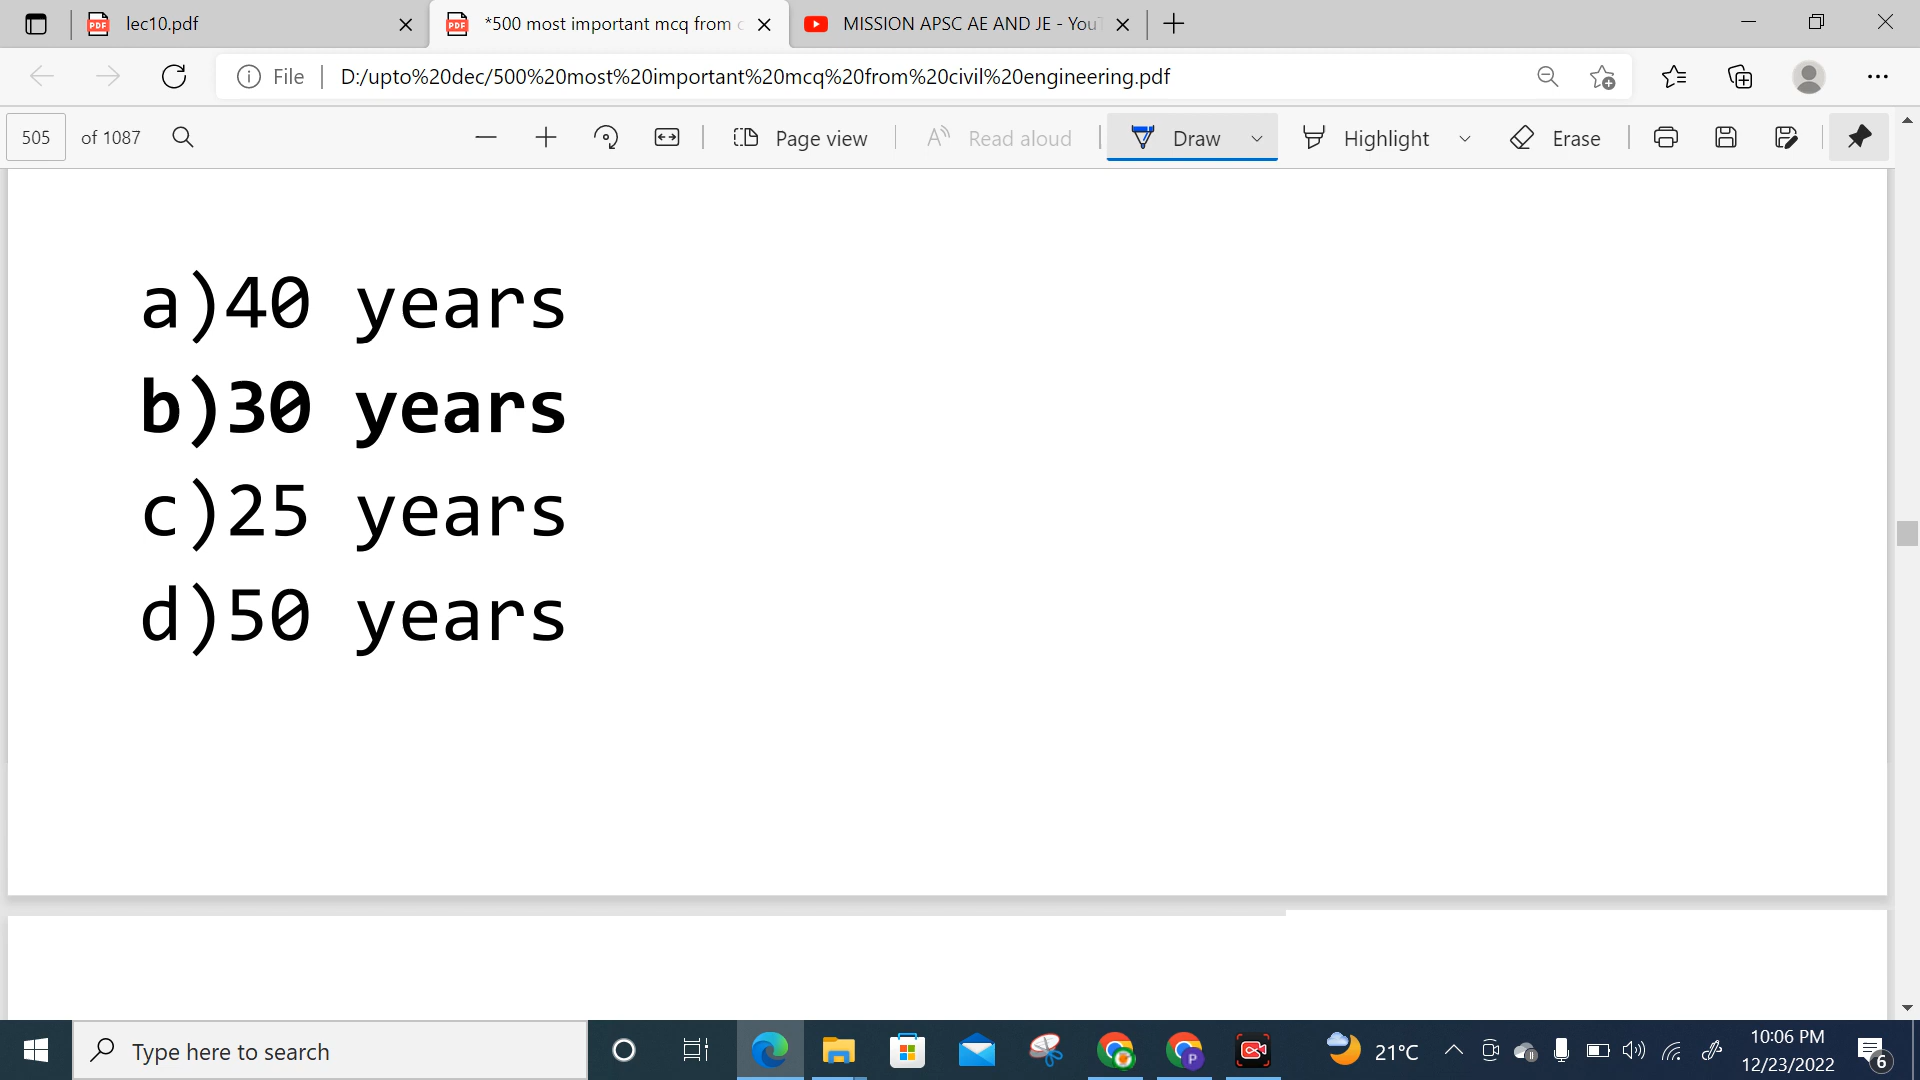 lec10.pdf
*500 most important mcq from c
MISSION APSC AE AND JE - YouT
File
D:/upto%20dec/500%20most%20important%20mcq%20from%20civil%20engineering.pdf
505 of 1087
Page view
Read aloud
Draw
Highlight
Erase
a)40 years
b)30 years
c)25 years
d)50 years
Type here to search
21°C
10:06 PM
12/23/2022
6